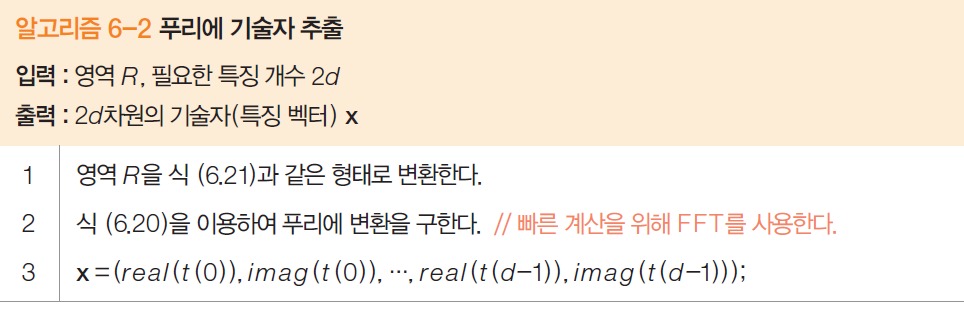 알고리즘 6-2 푸리에 기술자 추출
입력 : 영역 R, 필요한 특징 개수 2d
출력 : 2d차원의 기술자(특징 벡터) x
1 영역 R을 식 (6.21)과 같은 형태로 변환한다.
2 식 (6.20)을 이용하여 푸리에 변환을 구한다. // 빠른 계산을 위해 FFT를 사용한다.
3 x=(real(t(0)), imag(t(0)), ⋯, real(t(d-1)), imag(t(d-1)));